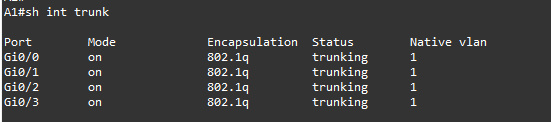 A1#sh int trunk
Port Mode Encapsulation Status Native vlan
Gi0/0 on 802.1q trunking 1
Gi0/1 on 802.1q trunking 1
Gi0/2 on 802.1q trunking 1
Gi0/3 on 802.1q trunking 1